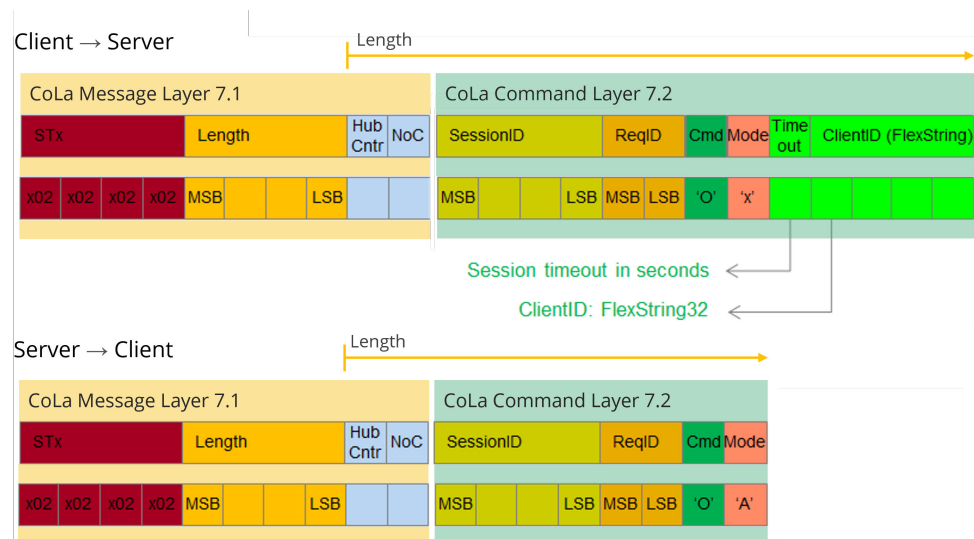 Client → Server
Length
CoLa Message Layer 7.1
CoLa Command Layer 7.2
STx Length Hub Cntr NoC SessionID ReqID Cmd Mode Time out ClientID (FlexString)
x02 x02 x02 x02 MSB LSB MSB LSB MSB LSB ‘O’ ‘x’
Session timeout in seconds
ClientID: FlexString32
Server → Client
Length
CoLa Message Layer 7.1
CoLa Command Layer 7.2
STx Length Hub Cntr NoC SessionID ReqID Cmd Mode
x02 x02 x02 x02 MSB LSB MSB LSB MSB LSB ‘O’ ‘A’